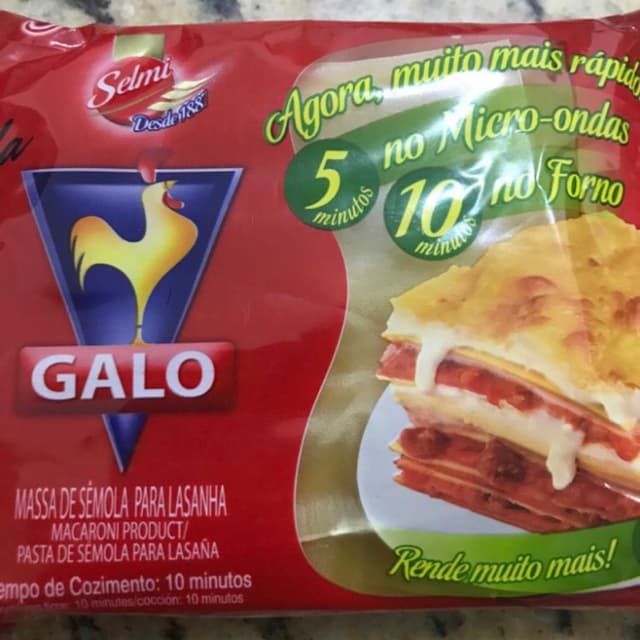 Selmi
Desde 1887
Agora, muito mais rápido
5 minutos
no Micro-ondas
10 minutos
no Forno
GALO
MASSA DE SÊMOLA PARA LASANHA
MACARONI PRODUCT/
PASTA DE SEMOLA PARA LASAÑA
empo de Cozimento: 10 minutos
10 minutes/cocción: 10 minutos
Rende muito mais!